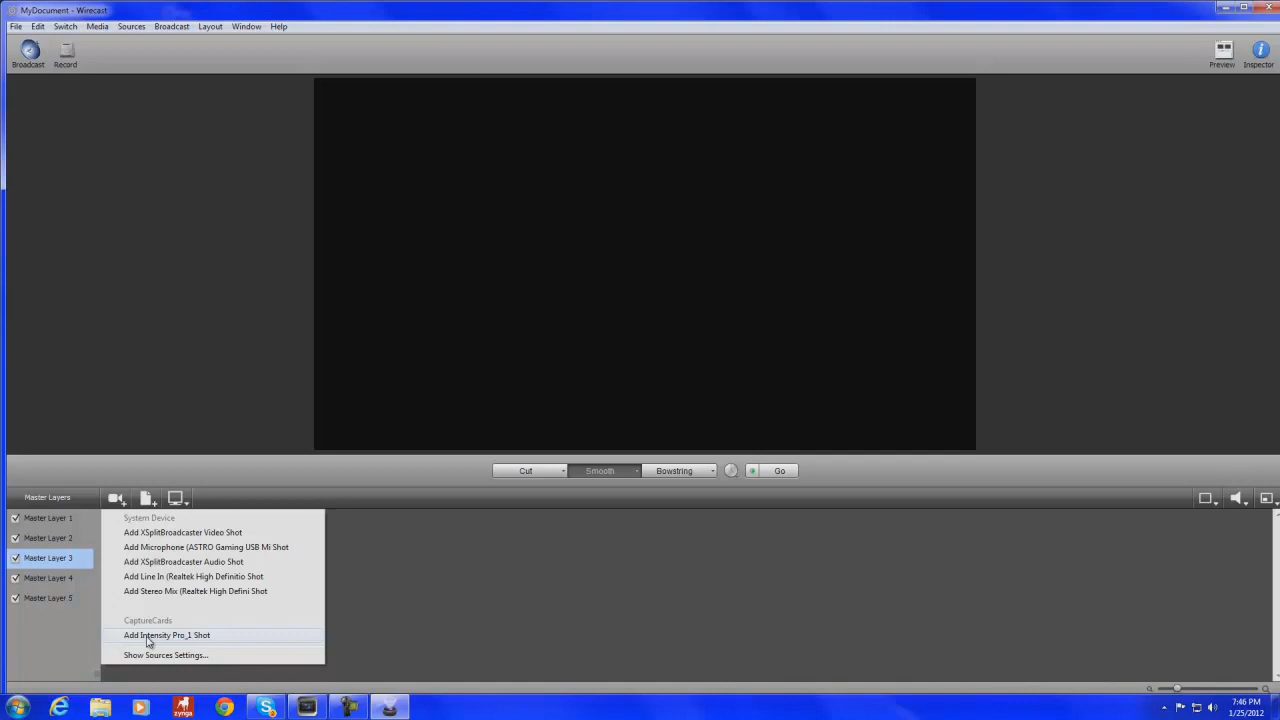 MyDocument - Wirecast
File Edit Switch Media Sources Broadcast Layout Window Help
Broadcast Record Preview Inspector
Cut Smooth Bowstring Go
Master Layers
Master Layer 1
Master Layer 2
Master Layer 3
Master Layer 4
Master Layer 5
System Device
Add XSplitBroadcaster Video Shot
Add Microphone (ASTRO Gaming USB Mi Shot
Add XSplitBroadcaster Audio Shot
Add Line In (Realtek High Definitio Shot
Add Stereo Mix (Realtek High Defini Shot
CaptureCards
Add Intensity Pro_1 Shot
Show Sources Settings...
zynga
7:46 PM
1/25/2012